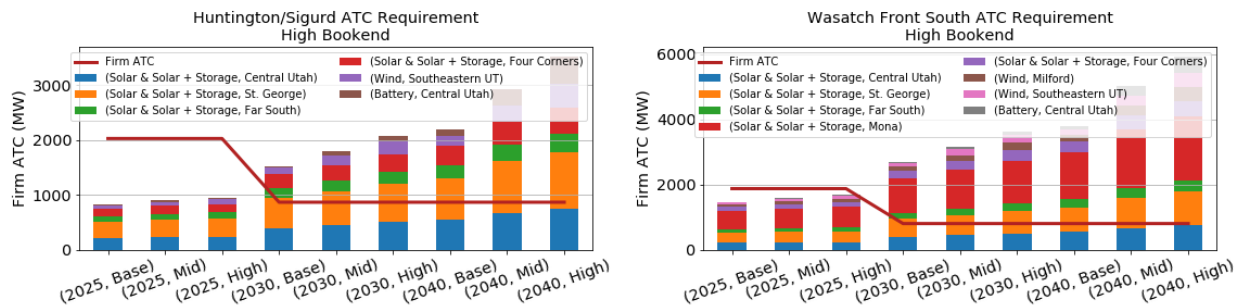 Huntington/Sigurd ATC Requirement
High Bookend
Firm ATC (MW)
3000
2000
1000
0
Firm ATC
(Solar & Solar + Storage, Central Utah)
(Solar & Solar + Storage, St. George)
(Solar & Solar + Storage, Far South)
(Solar & Solar + Storage, Four Corners)
(Wind, Southeastern UT)
(Battery, Central Utah)
(2025, Base)
(2025, Mid)
(2025, High)
(2030, Base)
(2030, Mid)
(2030, High)
(2040, Base)
(2040, Mid)
(2040, High)
Wasatch Front South ATC Requirement
High Bookend
Firm ATC (MW)
6000
4000
2000
0
Firm ATC
(Solar & Solar + Storage, Central Utah)
(Solar & Solar + Storage, St. George)
(Solar & Solar + Storage, Far South)
(Solar & Solar + Storage, Mona)
(Solar & Solar + Storage, Four Corners)
(Wind, Milford)
(Wind, Southeastern UT)
(Battery, Central Utah)
(2025, Base)
(2025, Mid)
(2025, High)
(2030, Base)
(2030, Mid)
(2030, High)
(2040, Base)
(2040, Mid)
(2040, High)